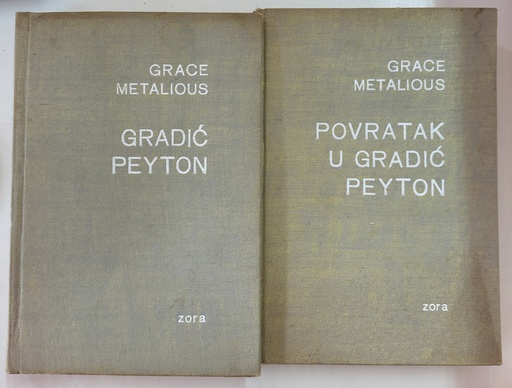 GRACE
METALIOUS
GRADIĆ
PEYTON
zora
GRACE
METALIOUS
POVRATAK
U GRADIĆ
PEYTON
zora